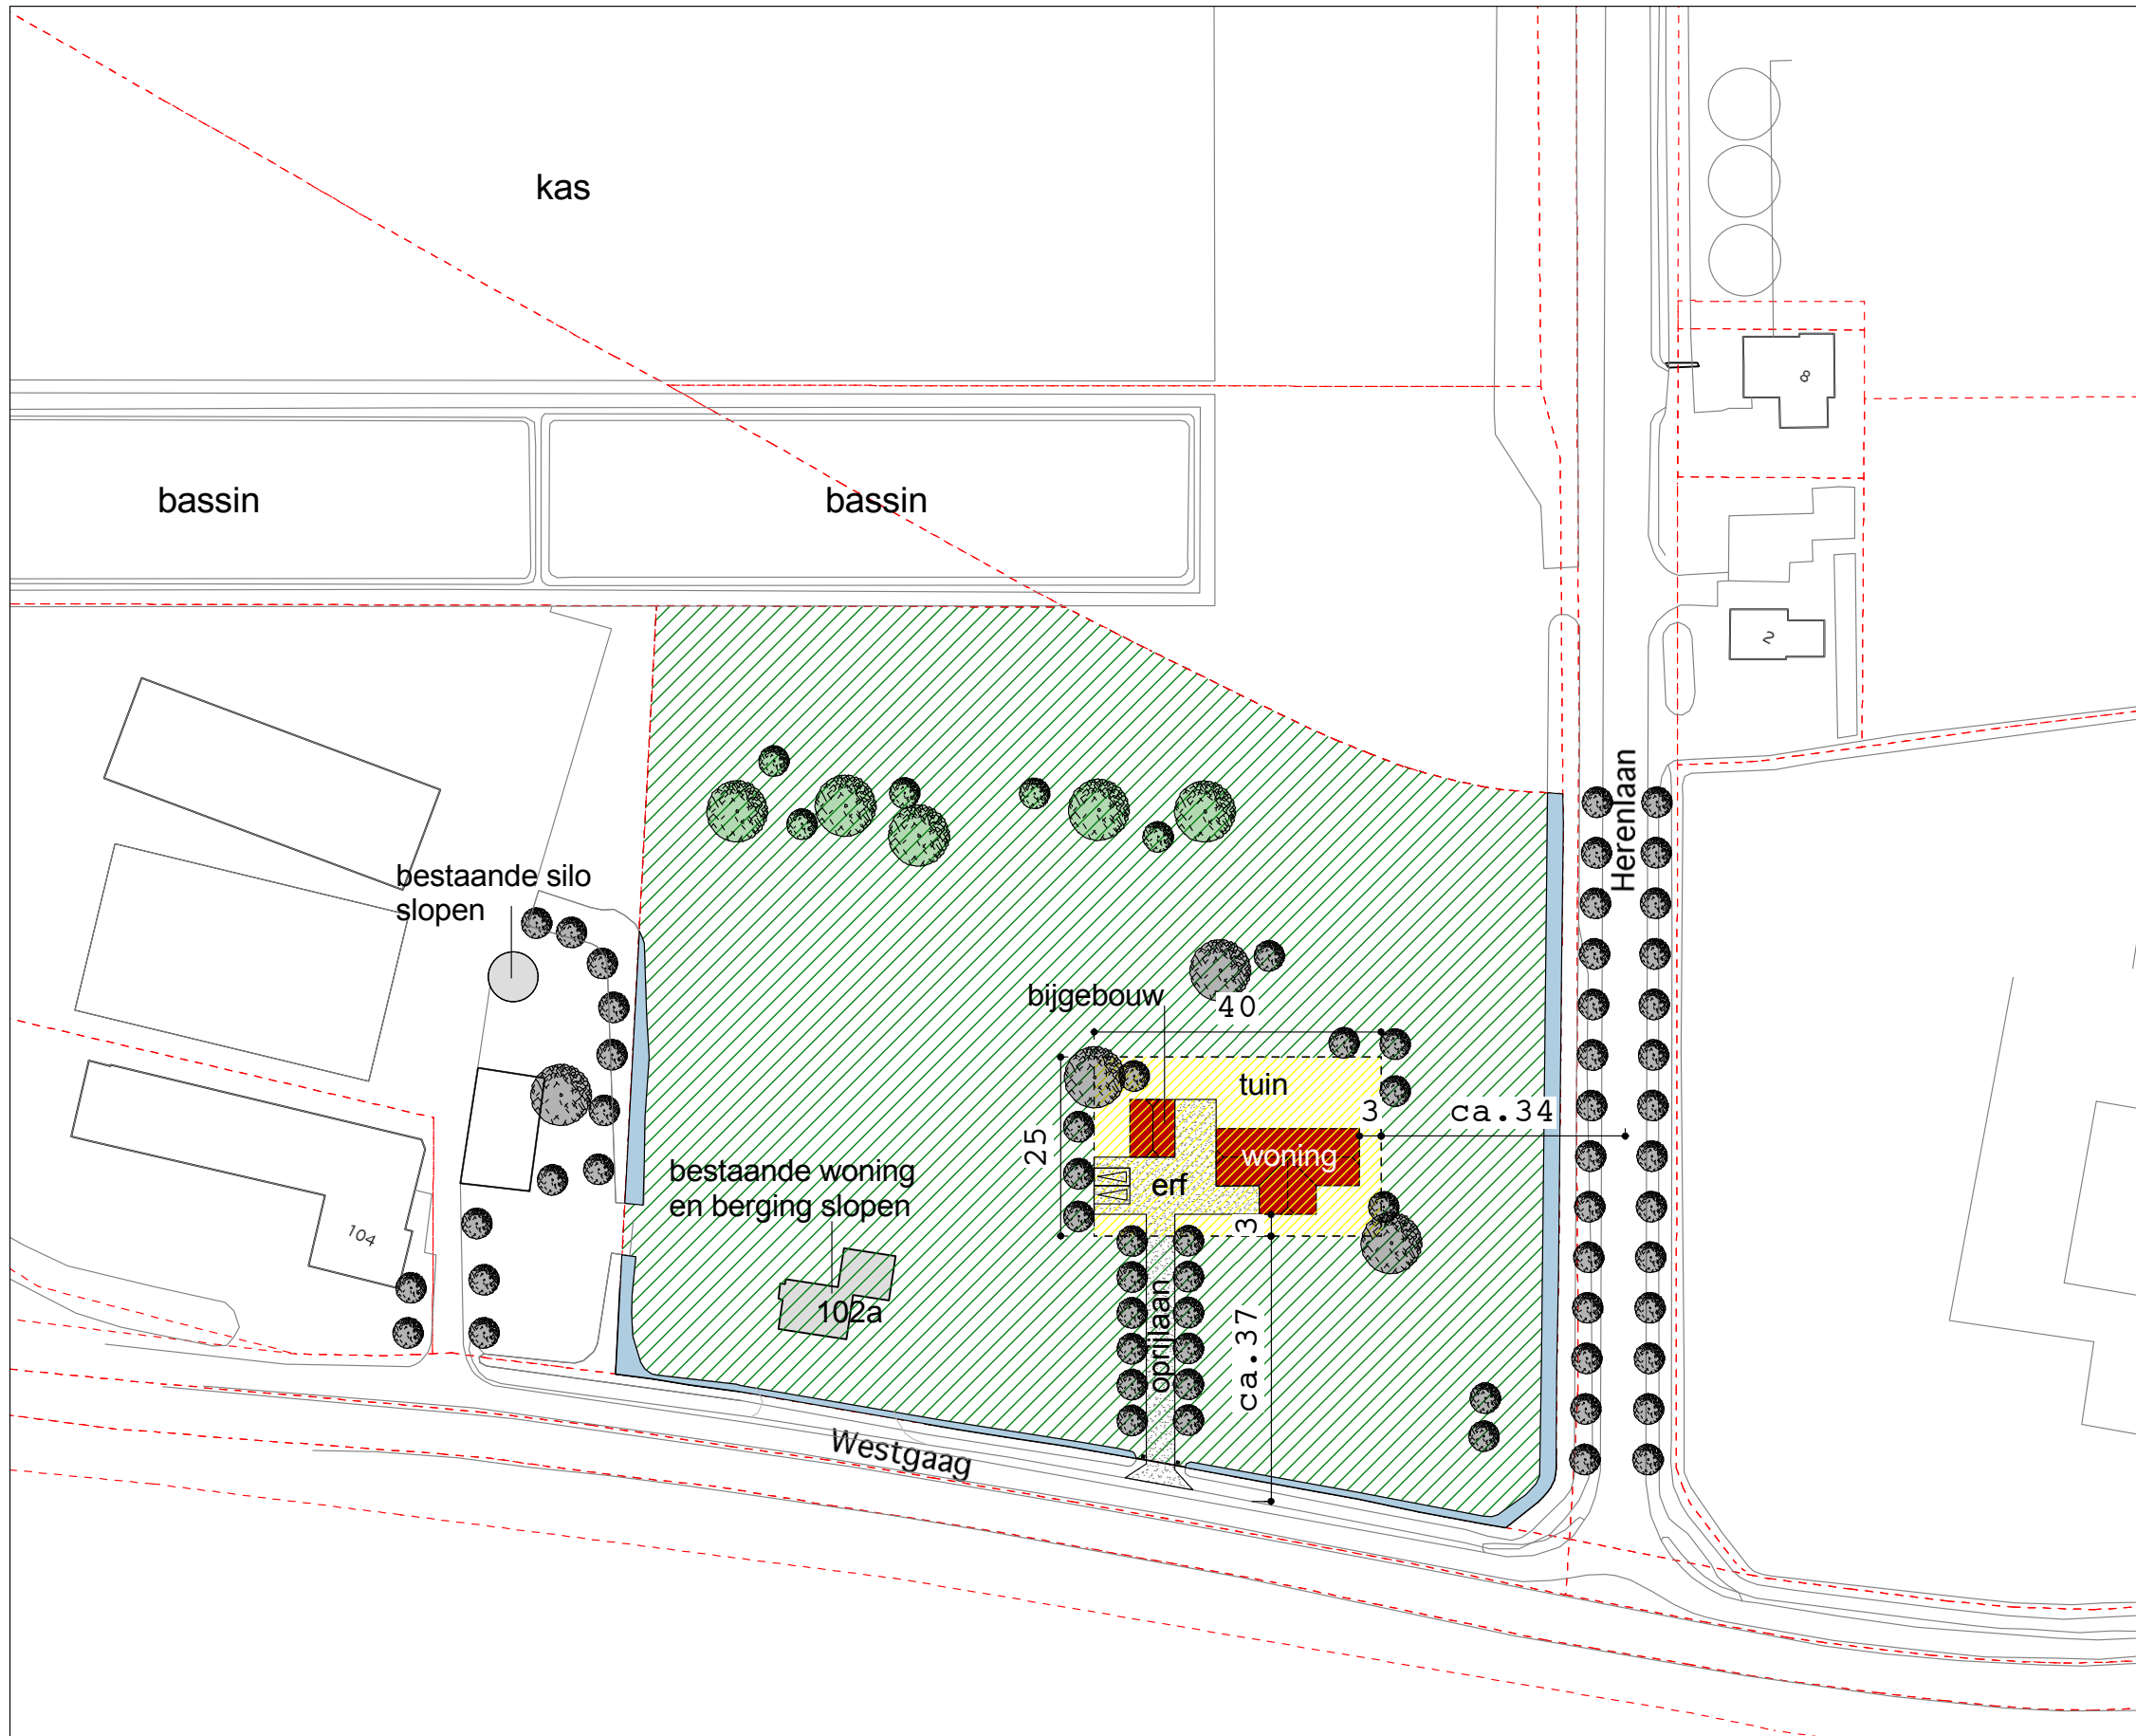 kas
8
bassin
bassin
2
Herenlaan
bestaande silo
slopen
bijgebouw
40
tuin
3
ca.34
25
woning
bestaande woning
en berging slopen
erf
3
104
102a
oprijlaan
ca.37
Westgaag